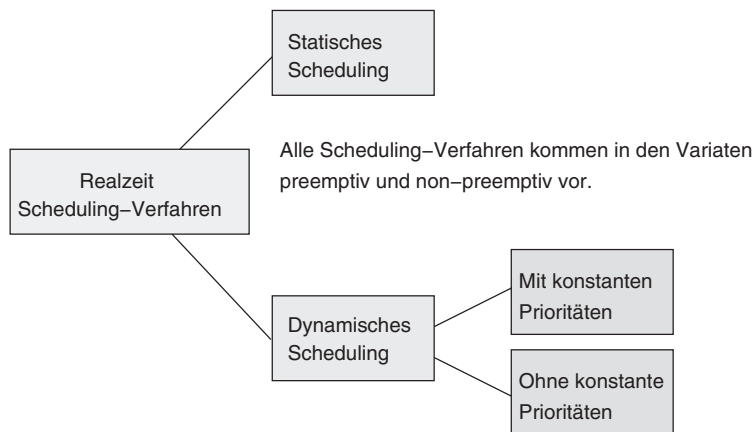 Statisches
Scheduling
Alle Scheduling–Verfahren kommen in den Variaten
preemptiv und non–preemptiv vor.
Realzeit
Scheduling–Verfahren
Mit konstanten
Prioritäten
Dynamisches
Scheduling
Ohne konstante
Prioritäten